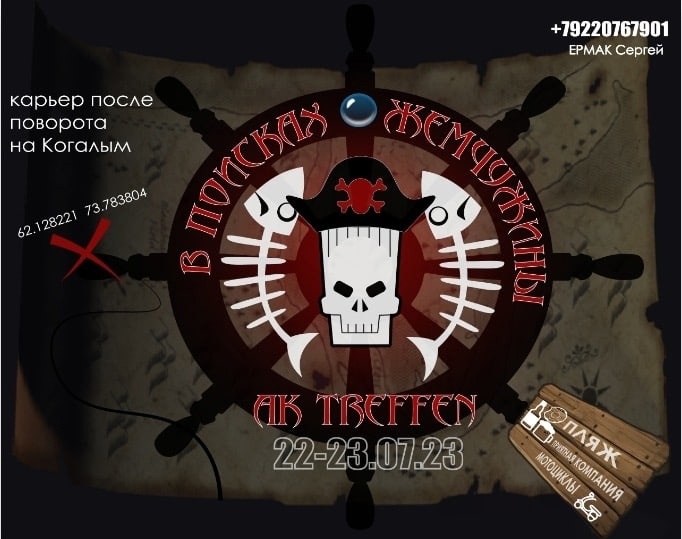 +79220767901
ЕРМАК Сергей
карьер после
поворота
на Когалым
62.128221 73.783804
В ПОИСКАХ ЖЕМЧУЖИНЫ
AK TREFFEN
22-23.07.23
ПЛЯЖ
ПРИЯТНАЯ КОМПАНИЯ
МОТОЦИКЛЫ